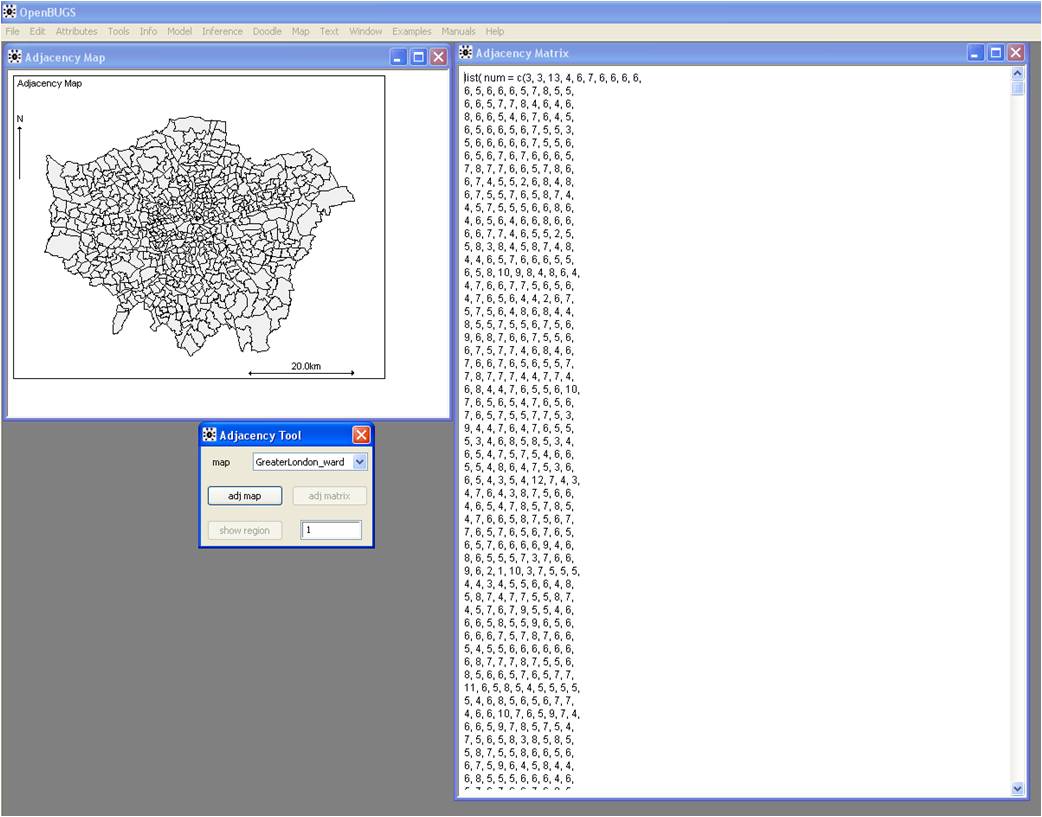 OpenBUGS
File Edit Attributes Tools Info Model Inference Doodle Map Text Window Examples Manuals Help
Adjacency Map
Adjacency Map
N
20.0km
Adjacency Tool
map GreaterLondon_ward
adj map adj matrix
show region 1
Adjacency Matrix
list( num = c(3, 3, 13, 4, 6, 7, 6, 6, 6, 6,
6, 5, 6, 6, 6, 5, 7, 8, 5, 5,
6, 6, 5, 7, 7, 8, 4, 6, 4, 6,
8, 6, 6, 5, 4, 6, 7, 6, 4, 5,
6, 5, 6, 6, 5, 6, 7, 5, 5, 3,
5, 6, 6, 6, 6, 6, 7, 5, 5, 6,
6, 5, 6, 7, 6, 7, 6, 6, 6, 5,
7, 8, 7, 7, 6, 6, 5, 7, 8, 6,
6, 7, 4, 5, 5, 2, 6, 8, 4, 8,
6, 7, 5, 5, 7, 6, 5, 8, 7, 4,
4, 5, 7, 5, 5, 5, 6, 6, 8, 6,
4, 6, 5, 6, 4, 6, 6, 8, 6, 6,
6, 6, 7, 7, 4, 6, 5, 5, 2, 5,
5, 8, 3, 8, 4, 5, 8, 7, 4, 8,
4, 4, 6, 5, 7, 6, 6, 6, 5, 5,
6, 5, 8, 10, 9, 8, 4, 8, 6, 4,
4, 7, 6, 6, 7, 7, 5, 6, 5, 6,
4, 7, 6, 5, 6, 4, 4, 2, 6, 7,
5, 7, 5, 6, 4, 8, 6, 8, 4, 4,
8, 5, 5, 7, 5, 5, 6, 7, 5, 6,
9, 6, 8, 7, 6, 6, 7, 5, 5, 6,
6, 7, 5, 7, 7, 4, 6, 8, 4, 6,
7, 6, 6, 7, 6, 5, 6, 5, 5, 7,
7, 8, 7, 7, 7, 4, 4, 7, 7, 4,
6, 8, 4, 4, 7, 6, 5, 5, 6, 10,
7, 6, 5, 6, 5, 4, 7, 6, 5, 6,
7, 6, 5, 7, 5, 5, 7, 7, 5, 3,
9, 4, 4, 7, 6, 4, 7, 6, 5, 5,
5, 3, 4, 6, 8, 5, 8, 5, 3, 4,
6, 5, 4, 7, 5, 7, 5, 4, 6, 6,
5, 5, 4, 8, 6, 4, 7, 5, 3, 6,
6, 5, 4, 3, 5, 4, 12, 7, 4, 3,
4, 7, 6, 4, 3, 8, 7, 5, 6, 6,
4, 6, 5, 4, 7, 8, 5, 7, 8, 5,
4, 7, 6, 6, 5, 8, 7, 5, 6, 7,
7, 6, 5, 7, 6, 5, 6, 7, 6, 5,
6, 5, 7, 6, 6, 6, 6, 9, 4, 6,
8, 6, 5, 5, 5, 7, 3, 7, 6, 6,
9, 6, 2, 1, 10, 3, 7, 5, 5, 5,
4, 4, 3, 4, 5, 5, 6, 6, 4, 8,
5, 8, 7, 4, 7, 7, 5, 5, 8, 7,
4, 5, 7, 6, 7, 9, 5, 5, 4, 6,
6, 6, 5, 8, 5, 5, 9, 6, 5, 6,
6, 6, 6, 7, 5, 7, 8, 7, 6, 6,
5, 4, 5, 5, 6, 6, 6, 6, 6, 6,
6, 8, 7, 7, 7, 8, 7, 5, 5, 6,
8, 5, 6, 6, 5, 7, 6, 5, 7, 7,
11, 6, 5, 8, 5, 4, 5, 5, 5, 5,
5, 4, 6, 8, 5, 6, 5, 6, 7, 7,
4, 6, 6, 10, 7, 6, 5, 9, 7, 4,
6, 6, 5, 9, 7, 8, 5, 7, 5, 4,
7, 5, 6, 5, 8, 3, 8, 5, 8, 5,
5, 8, 7, 5, 5, 8, 6, 6, 5, 6,
6, 7, 5, 9, 6, 4, 5, 8, 4, 4,
6, 8, 5, 5, 5, 6, 6, 6, 4, 6,